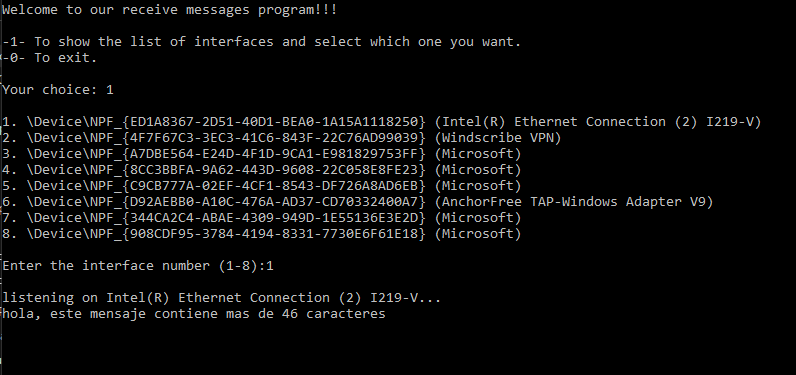 Welcome to our receive messages program!!!
-1- To show the list of interfaces and select which one you want.
-0- To exit.
Your choice: 1
1. \Device\NPF_{ED1A8367-2D51-40D1-BEA0-1A15A1118250} (Intel(R) Ethernet Connection (2) I219-V)
2. \Device\NPF_{4F7F67C3-3EC3-41C6-843F-22C76AD99039} (Windscribe VPN)
3. \Device\NPF_{A7DBE564-E24D-4F1D-9CA1-E981829753FF} (Microsoft)
4. \Device\NPF_{8CC3BBFA-9A62-443D-9608-22C058E8FE23} (Microsoft)
5. \Device\NPF_{C9CB777A-02EF-4CF1-8543-DF726A8AD6EB} (Microsoft)
6. \Device\NPF_{D92AEBB0-A10C-476A-AD37-CD70332400A7} (AnchorFree TAP-Windows Adapter V9)
7. \Device\NPF_{344CA2C4-ABAE-4309-949D-1E55136E3E2D} (Microsoft)
8. \Device\NPF_{908CDF95-3784-4194-8331-7730E6F61E18} (Microsoft)
Enter the interface number (1-8):1
listening on Intel(R) Ethernet Connection (2) I219-V...
hola, este mensaje contiene mas de 46 caracteres